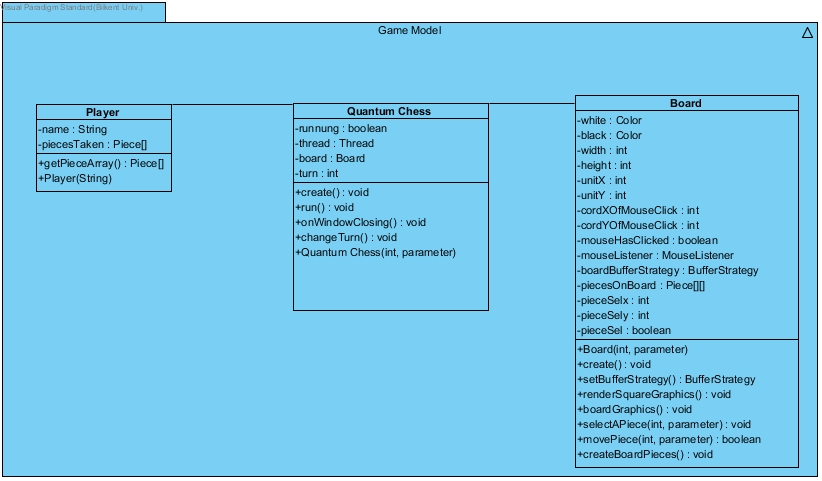 Visual Paradigm Standard(Bilkent Univ.)
Game Model
Player
-name : String
-piecesTaken : Piece[]
+getPieceArray() : Piece[]
+Player(String)
Quantum Chess
-runnung : boolean
-thread : Thread
-board : Board
-turn : int
+create() : void
+run() : void
+onWindowClosing() : void
+changeTurn() : void
+Quantum Chess(int, parameter)
Board
-white : Color
-black : Color
-width : int
-height : int
-unitX : int
-unitY : int
-cordXOfMouseClick : int
-cordYOfMouseClick : int
-mouseHasClicked : boolean
-mouseListener : MouseListener
-boardBufferStrategy : BufferStrategy
-piecesOnBoard : Piece[][]
-pieceSelx : int
-pieceSely : int
-pieceSel : boolean
+Board(int, parameter)
+create() : void
+setBufferStrategy() : BufferStrategy
+renderSquareGraphics() : void
+boardGraphics() : void
+selectAPiece(int, parameter) : void
+movePiece(int, parameter) : boolean
+createBoardPieces() : void